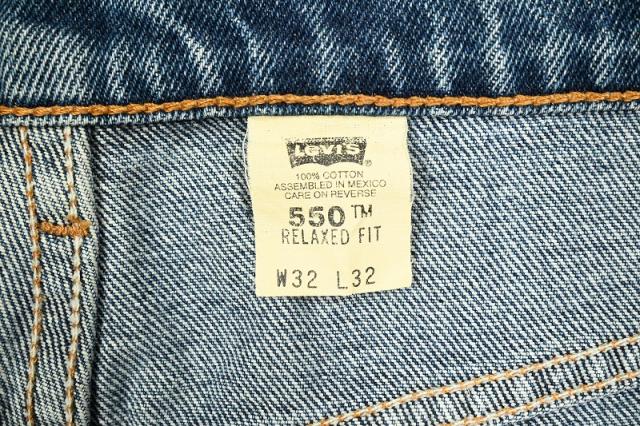 LEVI'S ®
100% COTTON
ASSEMBLED IN MEXICO
CARE ON REVERSE
550™
RELAXED FIT
W32 L32